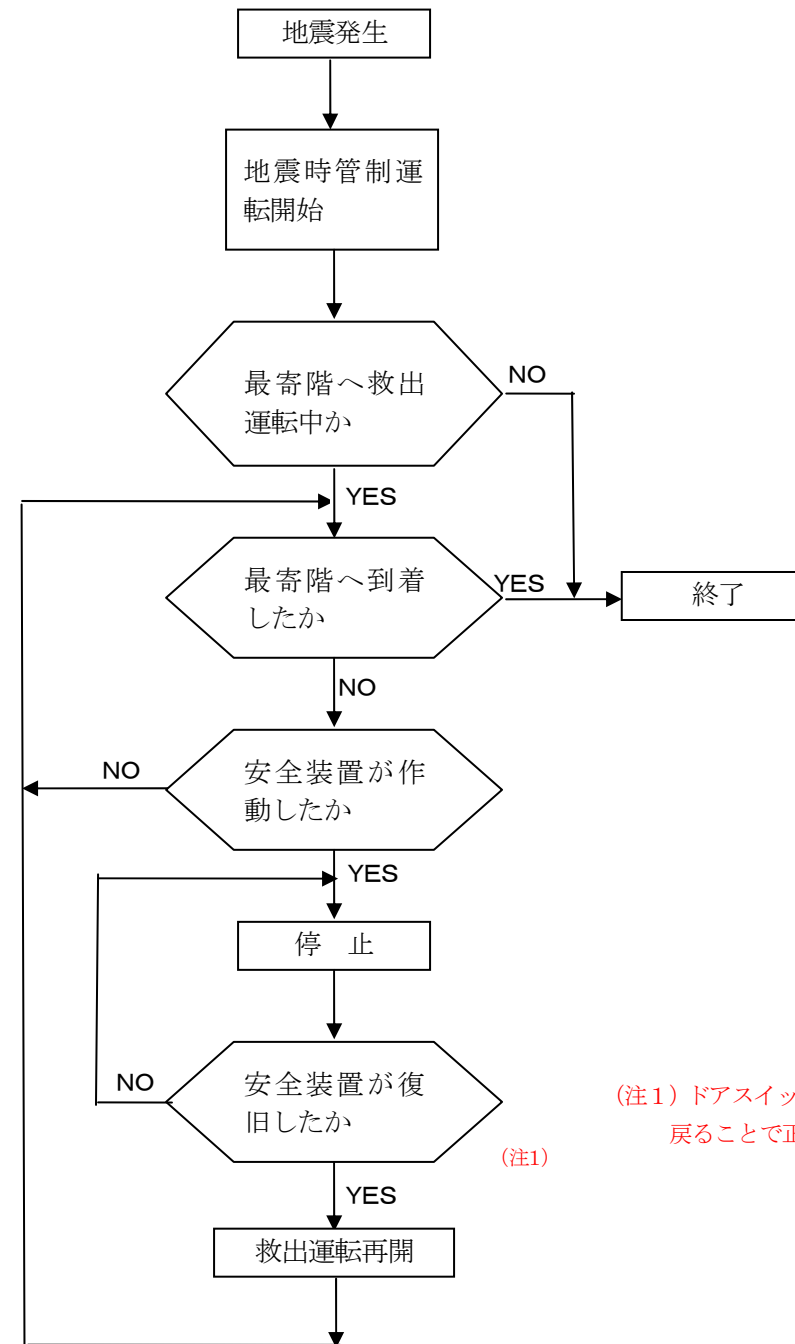 地震発生
地震時管制運
転開始
最寄階へ救出
運転中か
NO
YES
最寄階へ到着
したか
YES
終了
NO
安全装置が作
動したか
NO
YES
停　止
安全装置が復
旧したか
NO
(注1)
(注１) ドアスイッ
戻ることで正
YES
救出運転再開